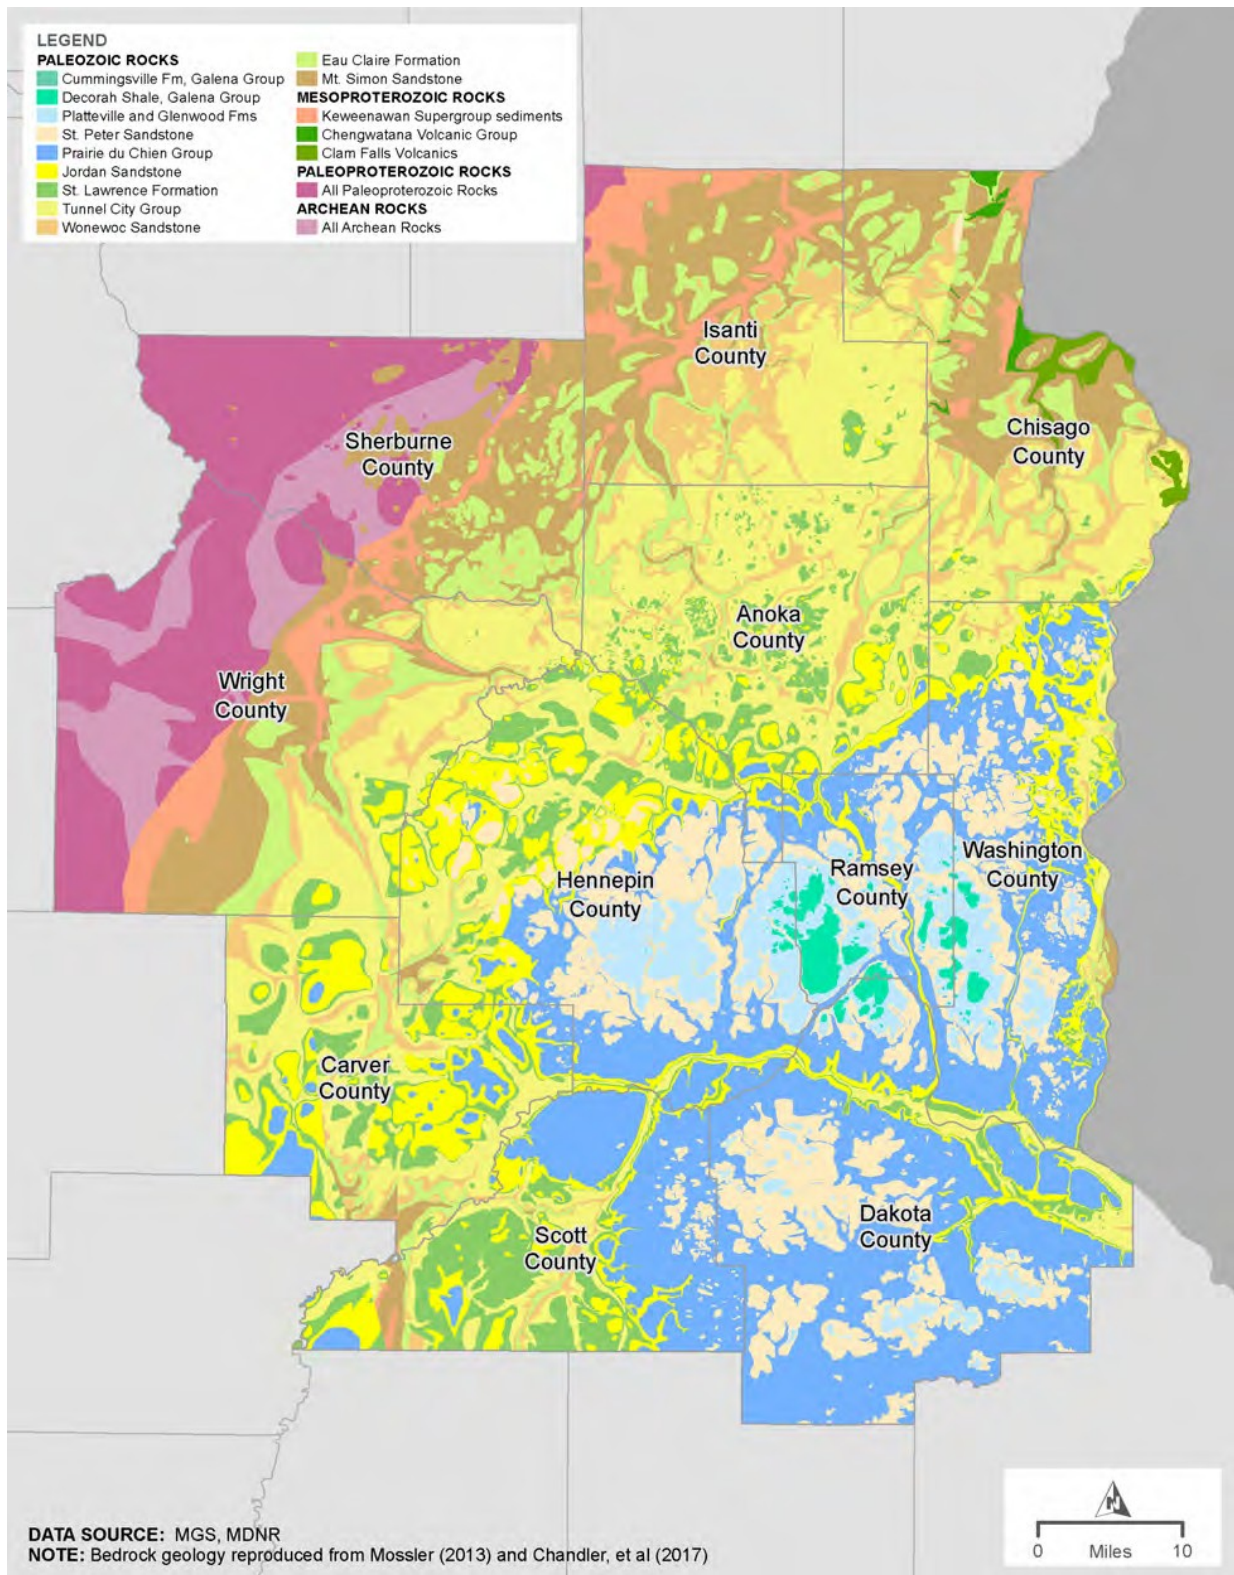 LEGEND
PALEOZOIC ROCKS
Cummingsville Fm, Galena Group
Decorah Shale, Galena Group
Platteville and Glenwood Fms
St. Peter Sandstone
Prairie du Chien Group
Jordan Sandstone
St. Lawrence Formation
Tunnel City Group
Wonewoc Sandstone
Eau Claire Formation
Mt. Simon Sandstone
MESOPROTEROZOIC ROCKS
Keweenawan Supergroup sediments
Chengwatana Volcanic Group
Clam Falls Volcanics
PALEOPROTEROZOIC ROCKS
All Paleoproterozoic Rocks
ARCHEAN ROCKS
All Archean Rocks
Isanti
County
Chisago
County
Sherburne
County
Anoka
County
Wright
County
Washington
County
Ramsey
County
Hennepin
County
Carver
County
Dakota
County
Scott
County
N
0 Miles 10
DATA SOURCE: MGS, MDNR
NOTE: Bedrock geology reproduced from Mossler (2013) and Chandler, et al (2017)